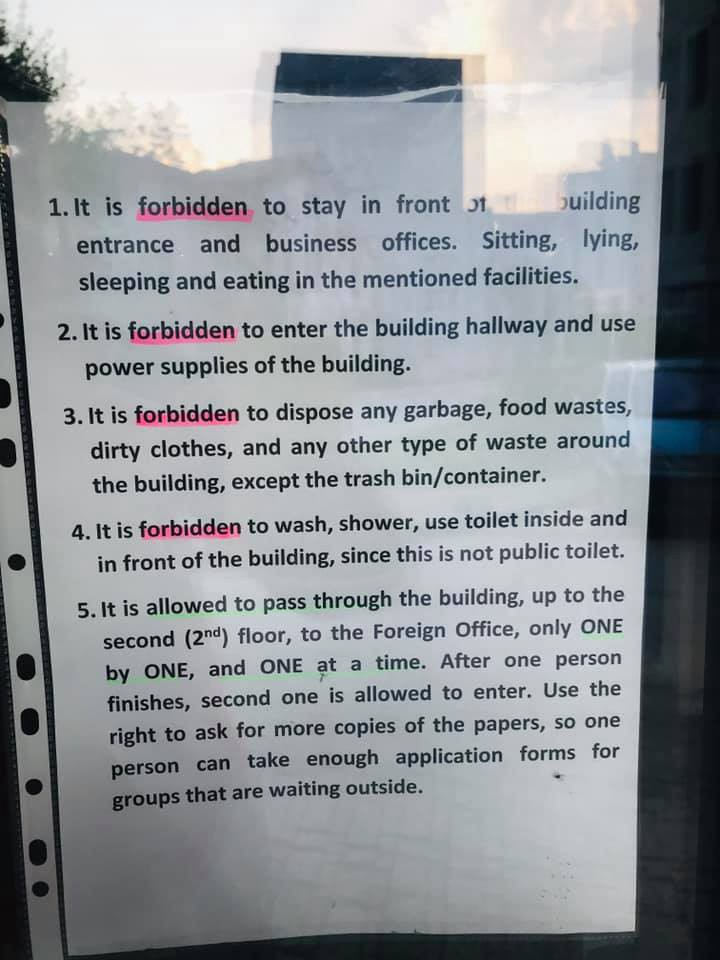 1. It is forbidden to stay in front of the building
entrance and business offices. Sitting, lying,
sleeping and eating in the mentioned facilities.
2. It is forbidden to enter the building hallway and use
power supplies of the building.
3. It is forbidden to dispose any garbage, food wastes,
dirty clothes, and any other type of waste around
the building, except the trash bin/container.
4. It is forbidden to wash, shower, use toilet inside and
in front of the building, since this is not public toilet.
5. It is allowed to pass through the building, up to the
second (2nd) floor, to the Foreign Office, only ONE
by ONE, and ONE at a time. After one person
finishes, second one is allowed to enter. Use the
right to ask for more copies of the papers, so one
person can take enough application forms for
groups that are waiting outside.